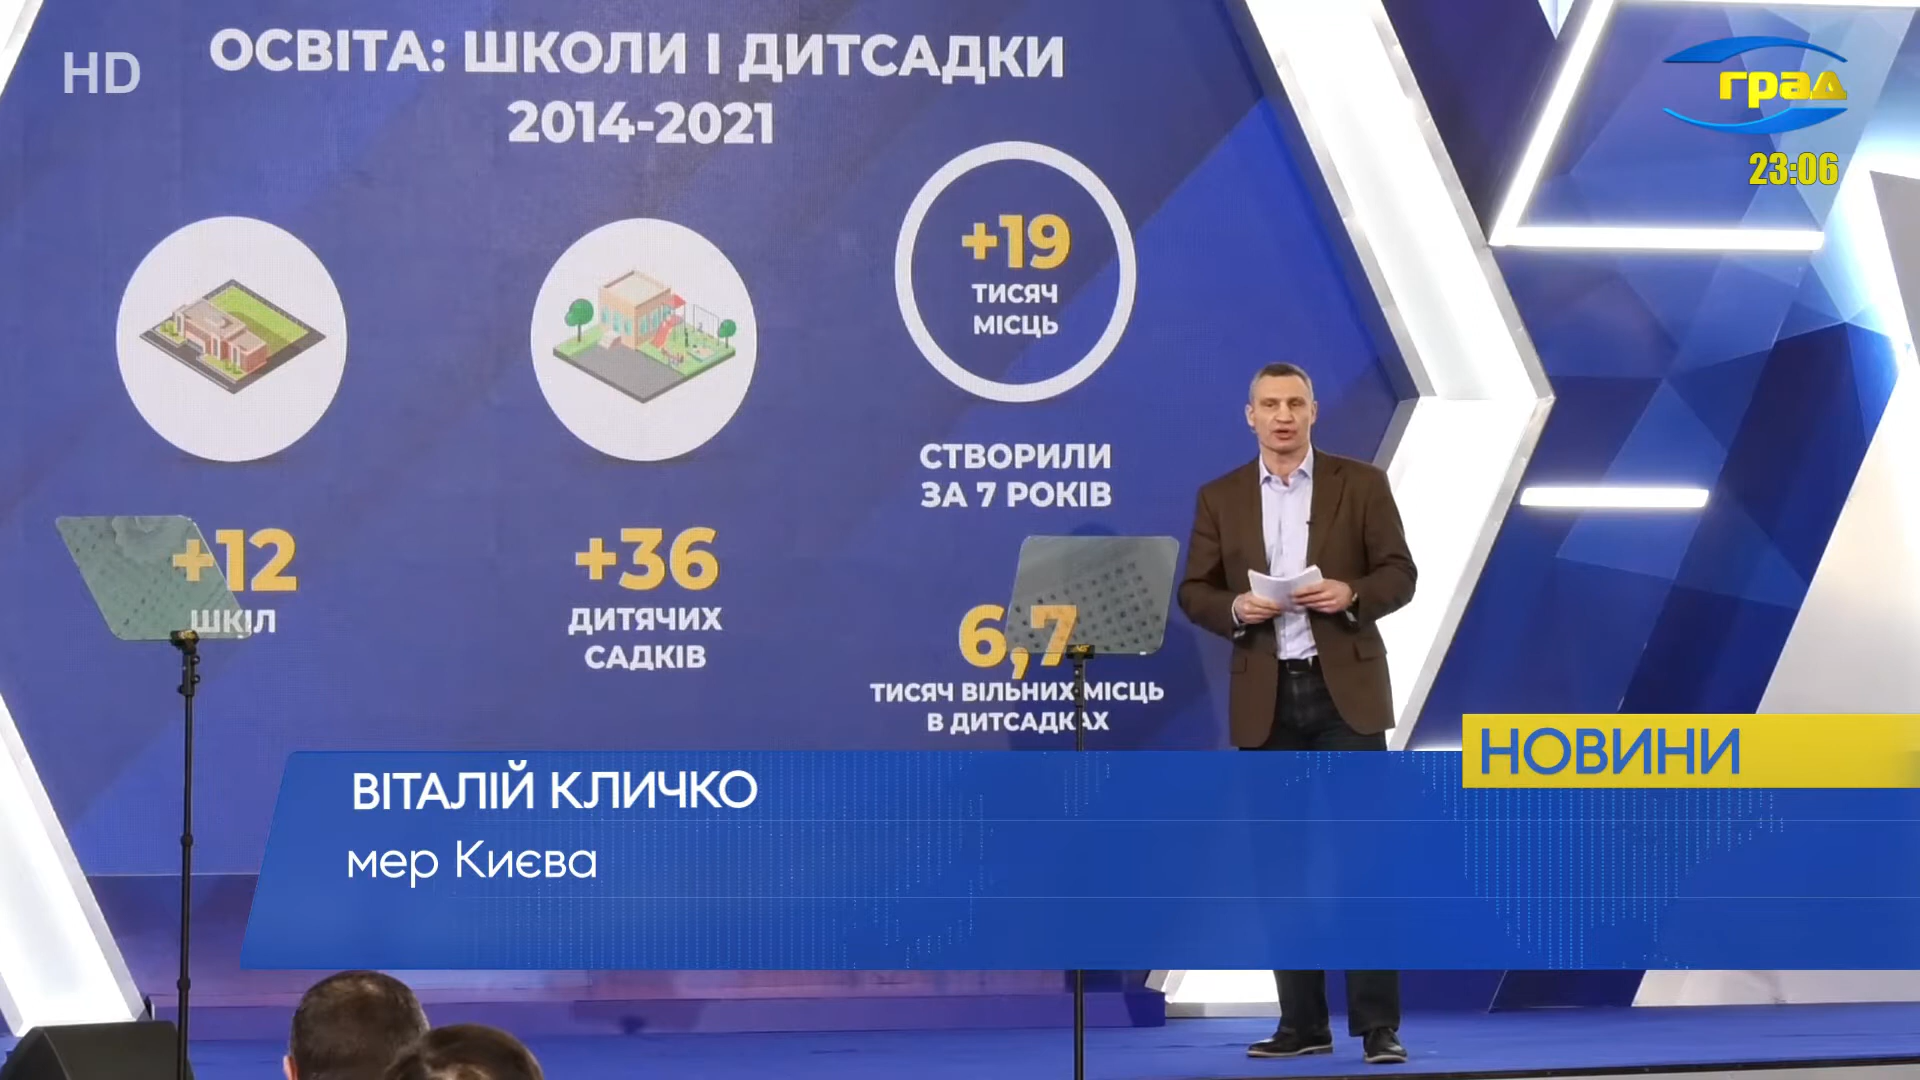 HD
ОСВІТА: ШКОЛИ І ДИТСАДКИ
2014-2021
град
23:06
+19
ТИСЯЧ
МІСЦЬ
СТВОРИЛИ
ЗА 7 РОКІВ
+12
ШКІЛ
+36
ДИТЯЧИХ
САДКІВ
6,7
ТИСЯЧ ВІЛЬНИХ МІСЦЬ
В ДИТСАДКАХ
НОВИНИ
ВІТАЛІЙ КЛИЧКО
мер Києва